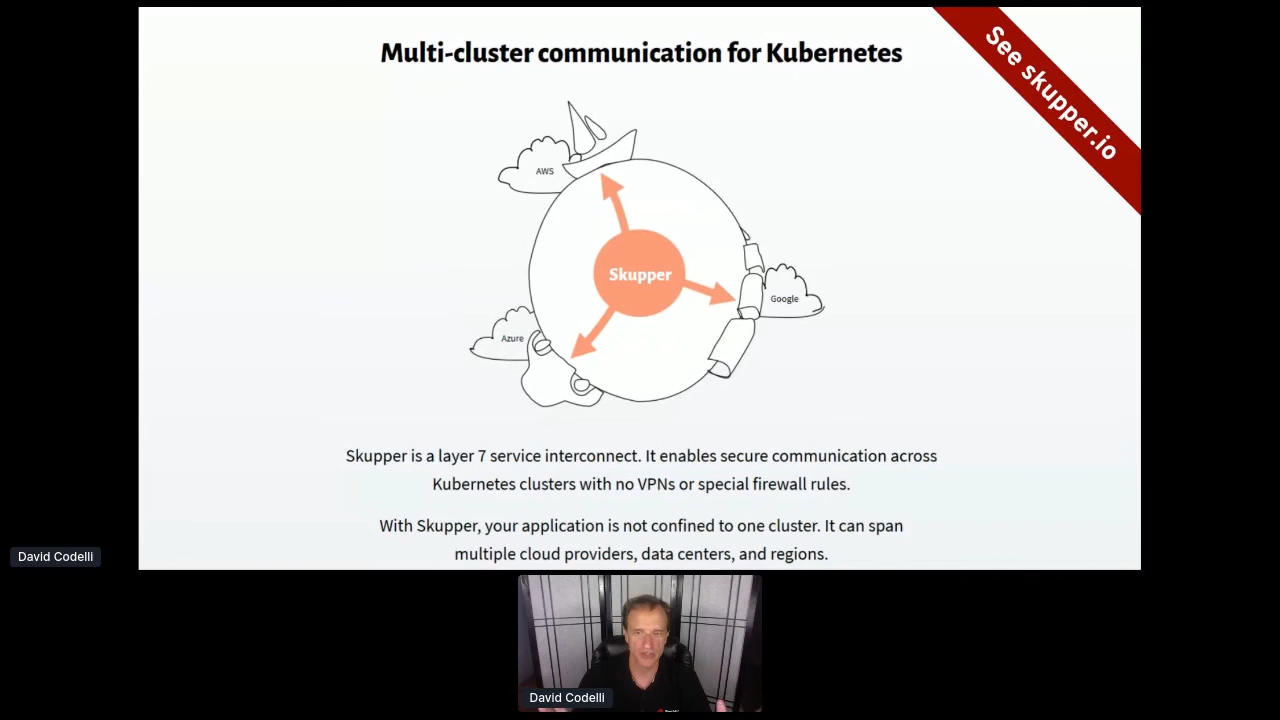 Multi-cluster communication for Kubernetes
See skupper.io
AWS
Skupper
Google
Azure
Skupper is a layer 7 service interconnect. It enables secure communication across
Kubernetes clusters with no VPNs or special firewall rules.
With Skupper, your application is not confined to one cluster. It can span
multiple cloud providers, data centers, and regions.
David Codelli
David Codelli